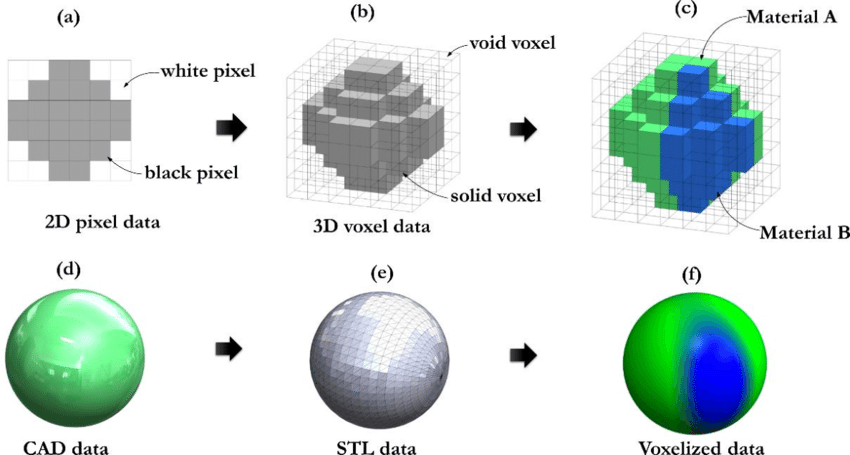 (a)
(b)
(c)
Material A
void voxel
white pixel
black pixel
solid voxel
2D pixel data
3D voxel data
Material B
(d)
(e)
(f)
CAD data
STL data
Voxelized data